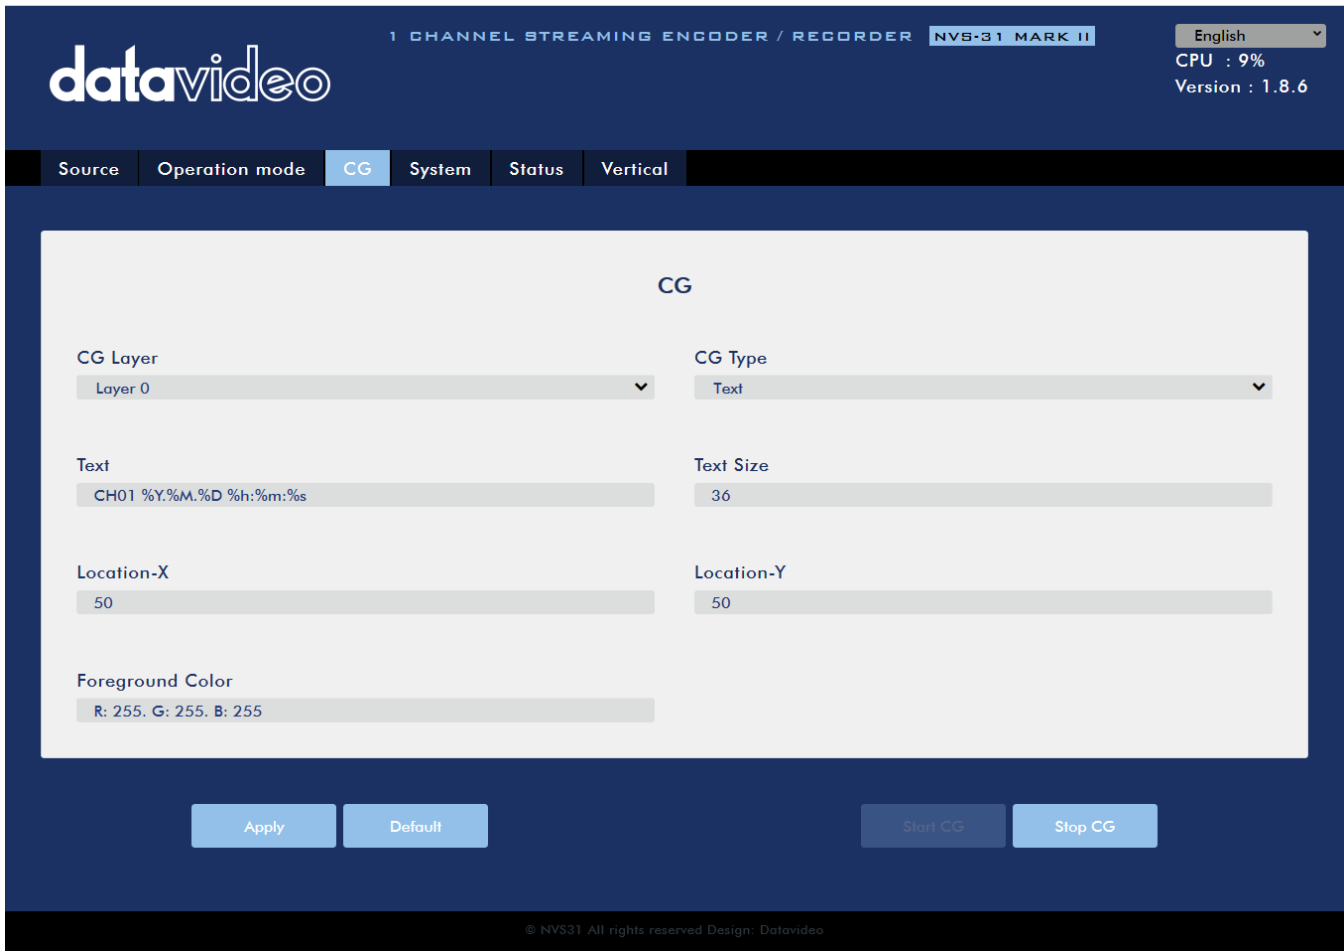 1 CHANNEL STREAMING ENCODER / RECORDER NVS-31 MARK II
English
datavideo
CPU : 9%
Version : 1.8.6
Source Operation mode CG System Status Vertical
CG
CG Layer
Layer 0
CG Type
Text
Text
CH01 %Y.%M.%D %h:%m:%s
Text Size
36
Location-X
50
Location-Y
50
Foreground Color
R: 255. G: 255. B: 255
Apply Default Start CG Stop CG
© NVS31 All rights reserved Design: Datavideo